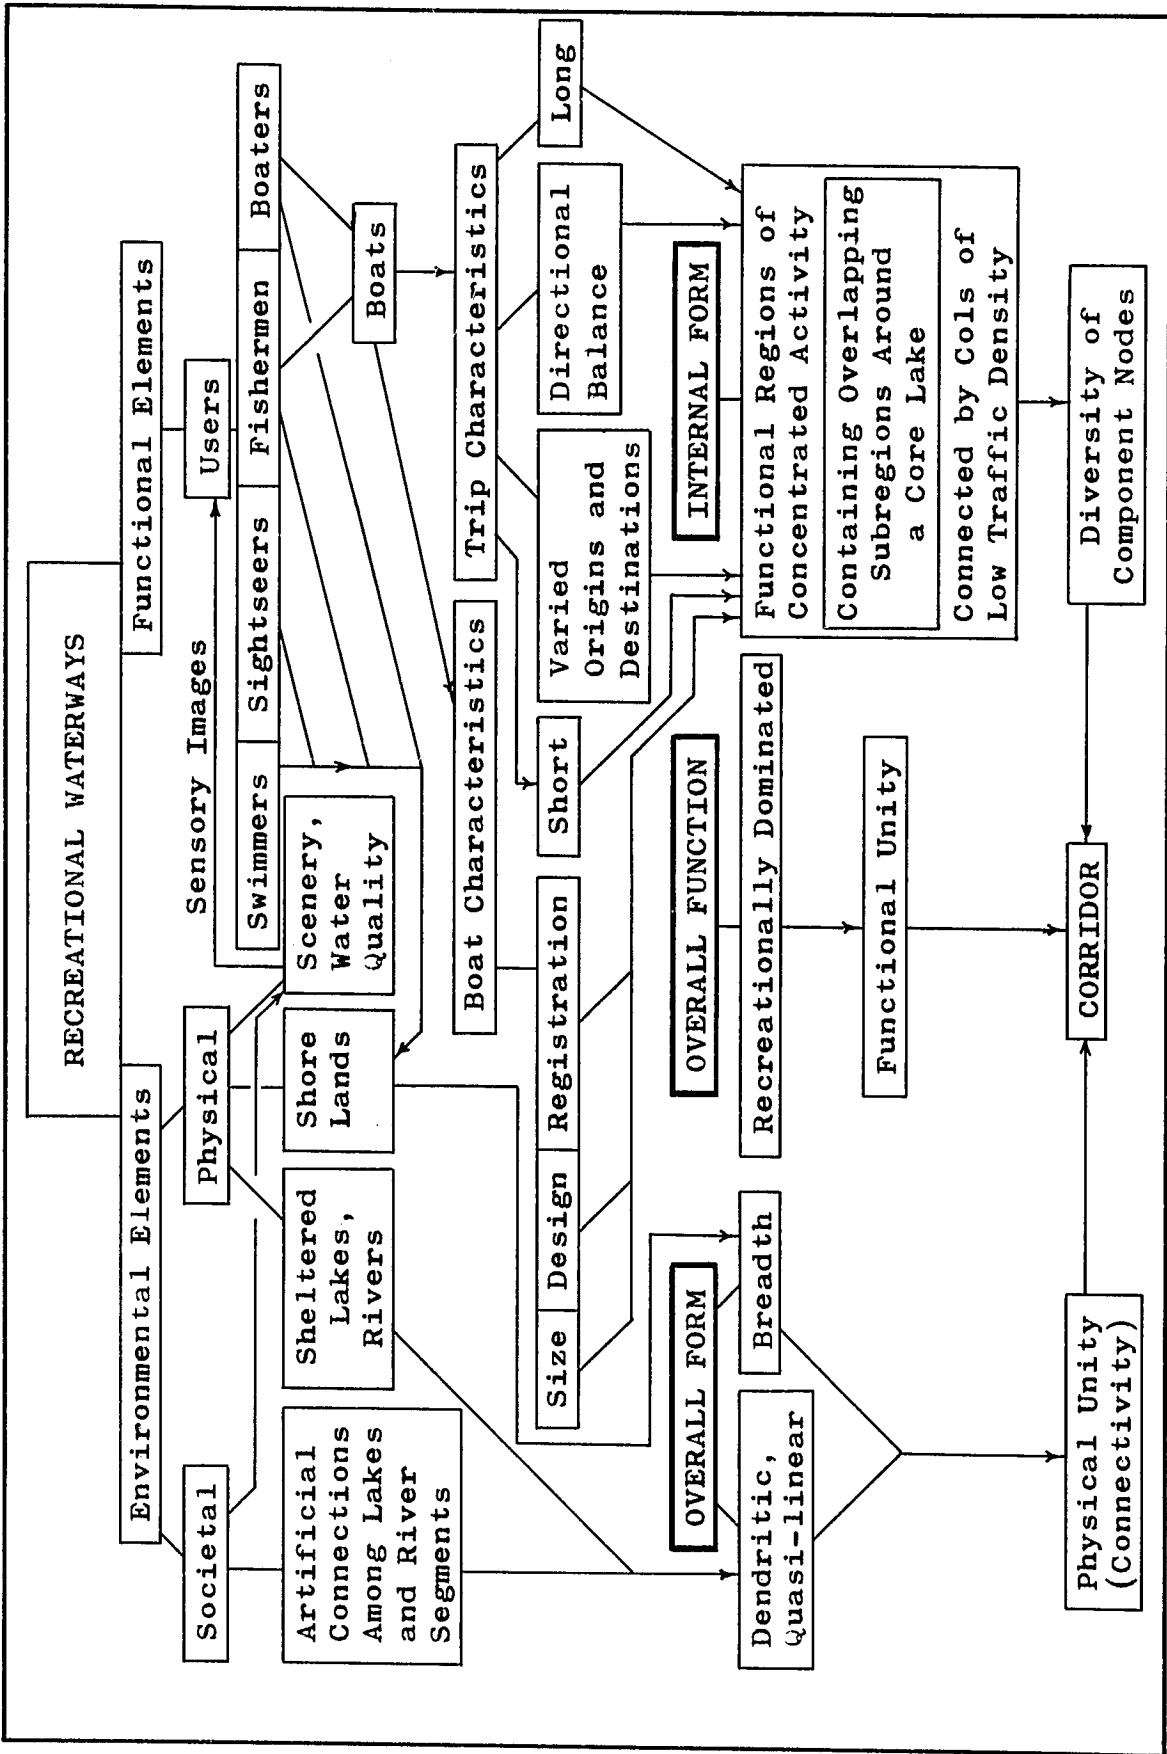 RECREATIONAL WATERWAYS
Environmental Elements
Functional Elements
Societal
Physical
Sensory Images
Users
Swimmers
Sightseers
Fishermen
Boaters
Artificial
Connections
Among Lakes
and River
Segments
Sheltered
Lakes,
Rivers
Shore
Lands
Scenery,
Water
Quality
Boats
Boat Characteristics
Trip Characteristics
Size
Design
Registration
Short
Varied
Origins and
Destinations
Directional
Balance
Long
OVERALL FORM
OVERALL FUNCTION
INTERNAL FORM
Dendritic,
Quasi-linear
Breadth
Recreationally Dominated
Functional Regions of
Concentrated Activity
Containing Overlapping
Subregions Around
a Core Lake
Connected by Cols of
Low Traffic Density
Functional Unity
Physical Unity
(Connectivity)
CORRIDOR
Diversity of
Component Nodes